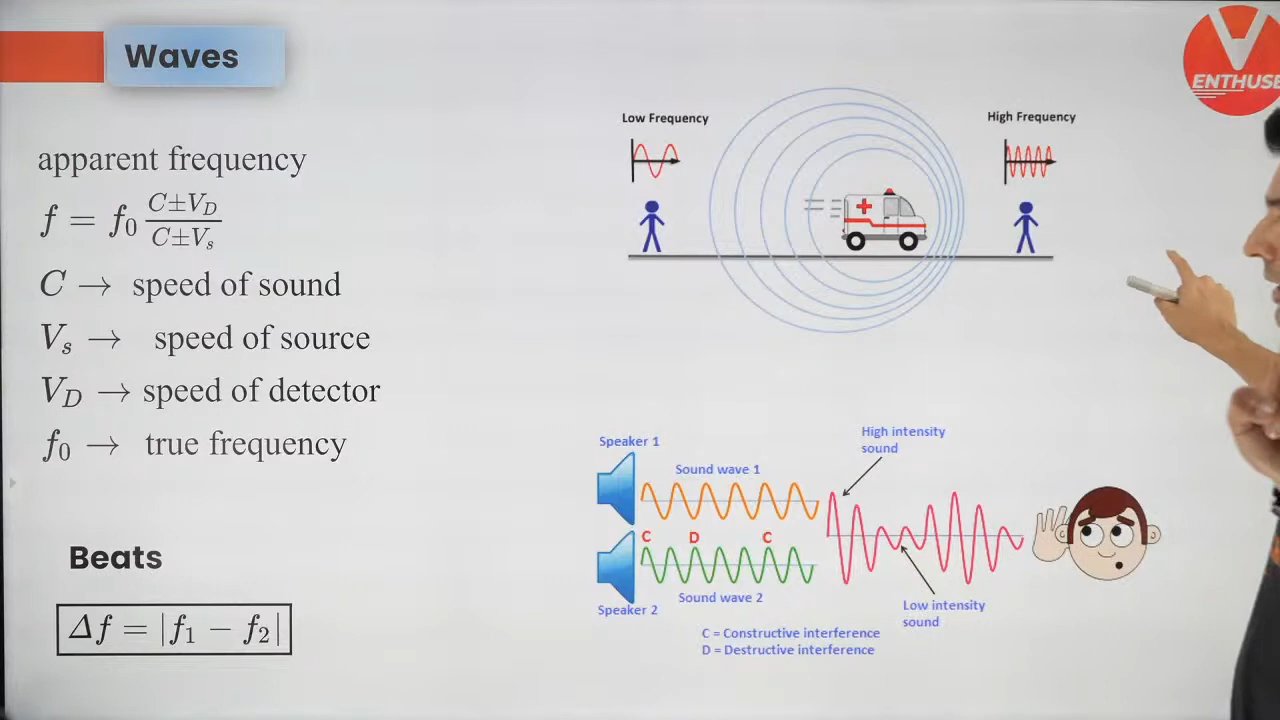 Waves
apparent frequency
f = f₀ (C±V_D)/(C±Vₛ)
C → speed of sound
Vₛ → speed of source
V_D → speed of detector
f₀ → true frequency
Beats
Δf = |f₁ − f₂|
Low Frequency
High Frequency
ENTHUSE
Speaker 1
Sound wave 1
High intensity
sound
C D C
Speaker 2
Sound wave 2
Low intensity
sound
C = Constructive interference
D = Destructive interference